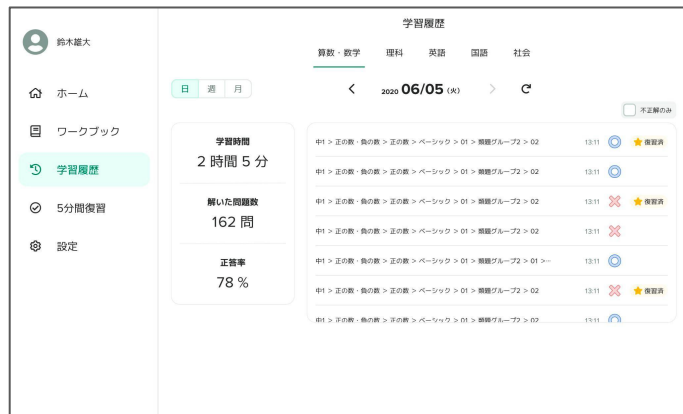 学習履歴
鈴木雄大
算数・数学 理科 英語 国語 社会
日 週 月
2020 06/05 (火)
不正解のみ
ホーム
ワークブック
学習履歴
5分間復習
設定
学習時間
2 時間 5 分
解いた問題数
162 問
正答率
78 %
中1 > 正の数・負の数 > 正の数 > ベーシック > 01 > 類題グループ2 > 02 13:11 復習済
中1 > 正の数・負の数 > 正の数 > ベーシック > 01 > 類題グループ2 > 02 13:11
中1 > 正の数・負の数 > 正の数 > ベーシック > 01 > 類題グループ2 > 02 13:11 復習済
中1 > 正の数・負の数 > 正の数 > ベーシック > 01 > 類題グループ2 > 02 13:11
中1 > 正の数・負の数 > 正の数 > ベーシック > 01 > 類題グループ2 > 01 >… 13:11
中1 > 正の数・負の数 > 正の数 > ベーシック > 01 > 類題グループ2 > 02 13:11 復習済
中1 > 正の数・負の数 > 正の数 > ベーシック > 01 > 類題グループ2 > 02 13:11